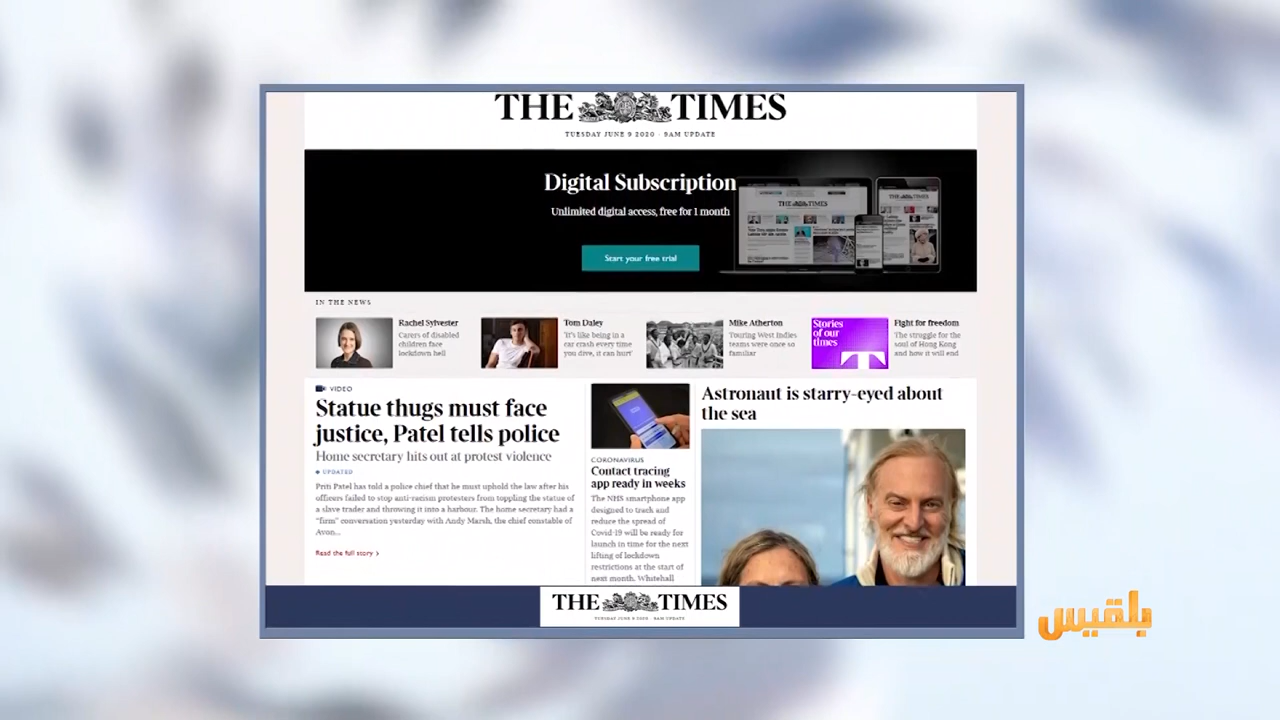 THE TIMES
TUESDAY JUNE 9 2020 · 9AM UPDATE
Digital Subscription
Unlimited digital access, free for 1 month
Start your free trial
THE TIMES
IN THE NEWS
Rachel Sylvester
Carers of disabled
children face
lockdown hell
Tom Daley
'It's like being in a
car crash every time
you dive, it can hurt'
Mike Atherton
Touring West Indies
teams were once so
familiar
Stories
of our
times
Fight for freedom
The struggle for the
soul of Hong Kong
and how it will end
VIDEO
Statue thugs must face
justice, Patel tells police
Home secretary hits out at protest violence
UPDATED
Priti Patel has told a police chief that he must uphold the law after his
officers failed to stop anti-racism protesters from toppling the statue of
a slave trader and throwing it into a harbour. The home secretary had a
"firm" conversation yesterday with Andy Marsh, the chief constable of
Avon...
Read the full story ›
CORONAVIRUS
Contact tracing
app ready in weeks
The NHS smartphone app
designed to track and
reduce the spread of
Covid-19 will be ready for
launch in time for the next
lifting of lockdown
restrictions at the start of
next month. Whitehall
Astronaut is starry-eyed about
the sea
THE TIMES
TUESDAY JUNE 9 2020 · 9AM UPDATE
بلقيس